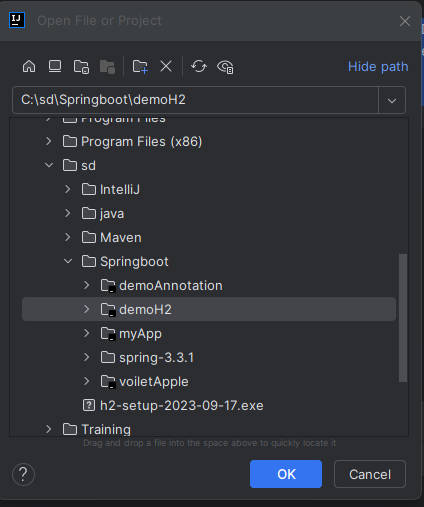 IJ Open File or Project
Hide path
C:\sd\Springboot\demoH2
Program Files
Program Files (x86)
sd
IntelliJ
java
Maven
Springboot
demoAnnotation
demoH2
myApp
spring-3.3.1
voiletApple
h2-setup-2023-09-17.exe
Training
Drag and drop a file into the space above to quickly locate it
? OK Cancel